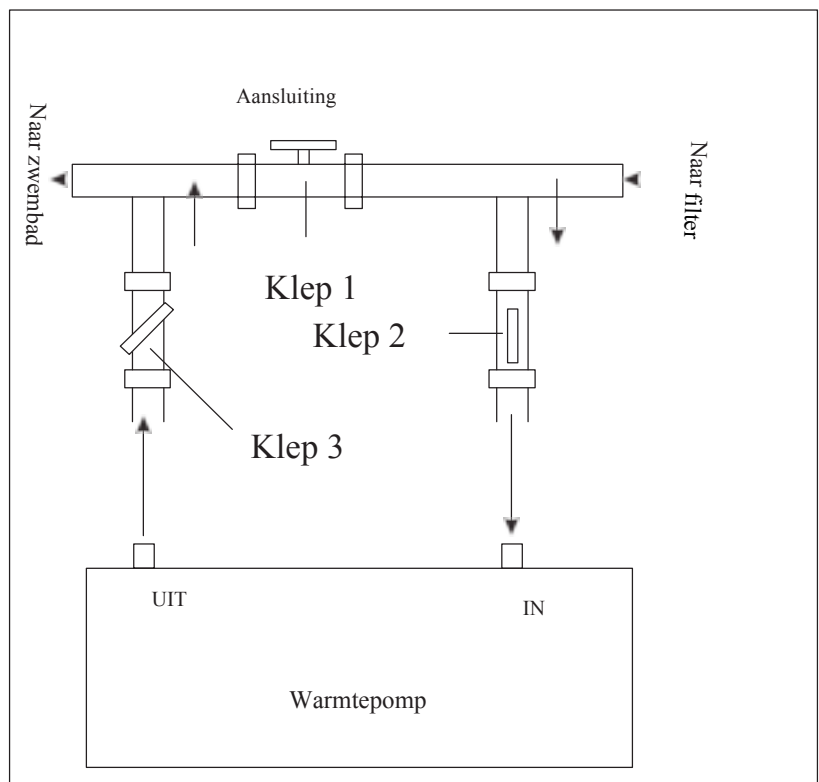 Aansluiting
Naar zwembad
Naar filter
Klep 1
Klep 2
Klep 3
UIT
IN
Warmtepomp